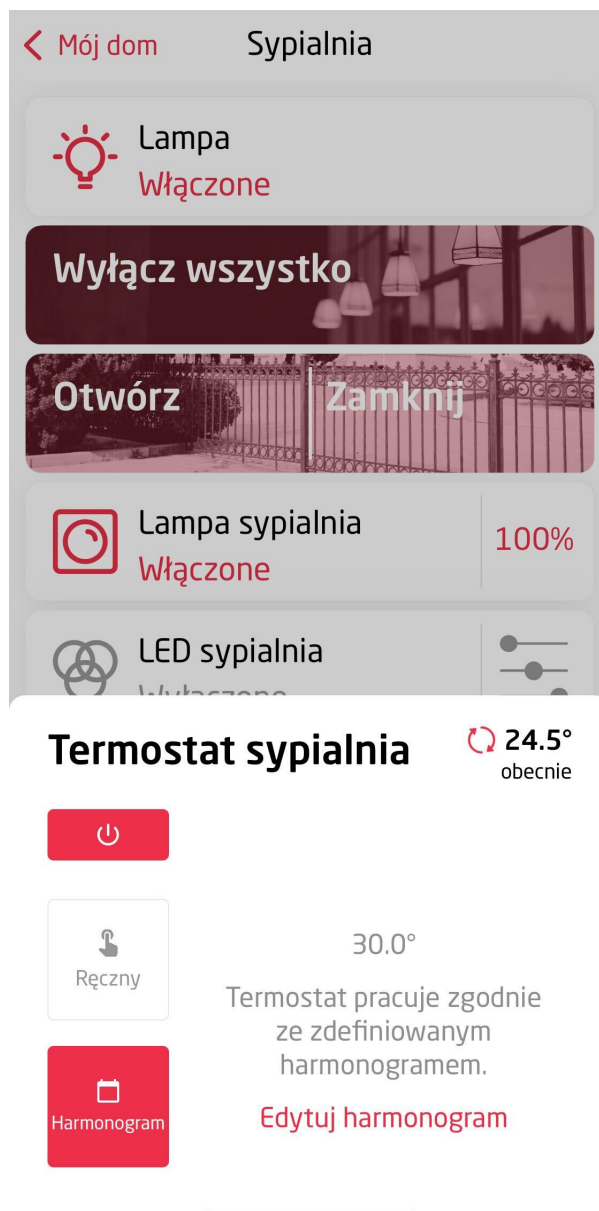 Mój dom Sypialnia
Lampa
Włączone
Wyłącz wszystko
Otwórz Zamknij
Lampa sypialnia
Włączone
100%
LED sypialnia
Wyłączone
Termostat sypialnia
24.5°
obecnie
Ręczny
30.0°
Termostat pracuje zgodnie
ze zdefiniowanym
harmonogramem.
Harmonogram
Edytuj harmonogram